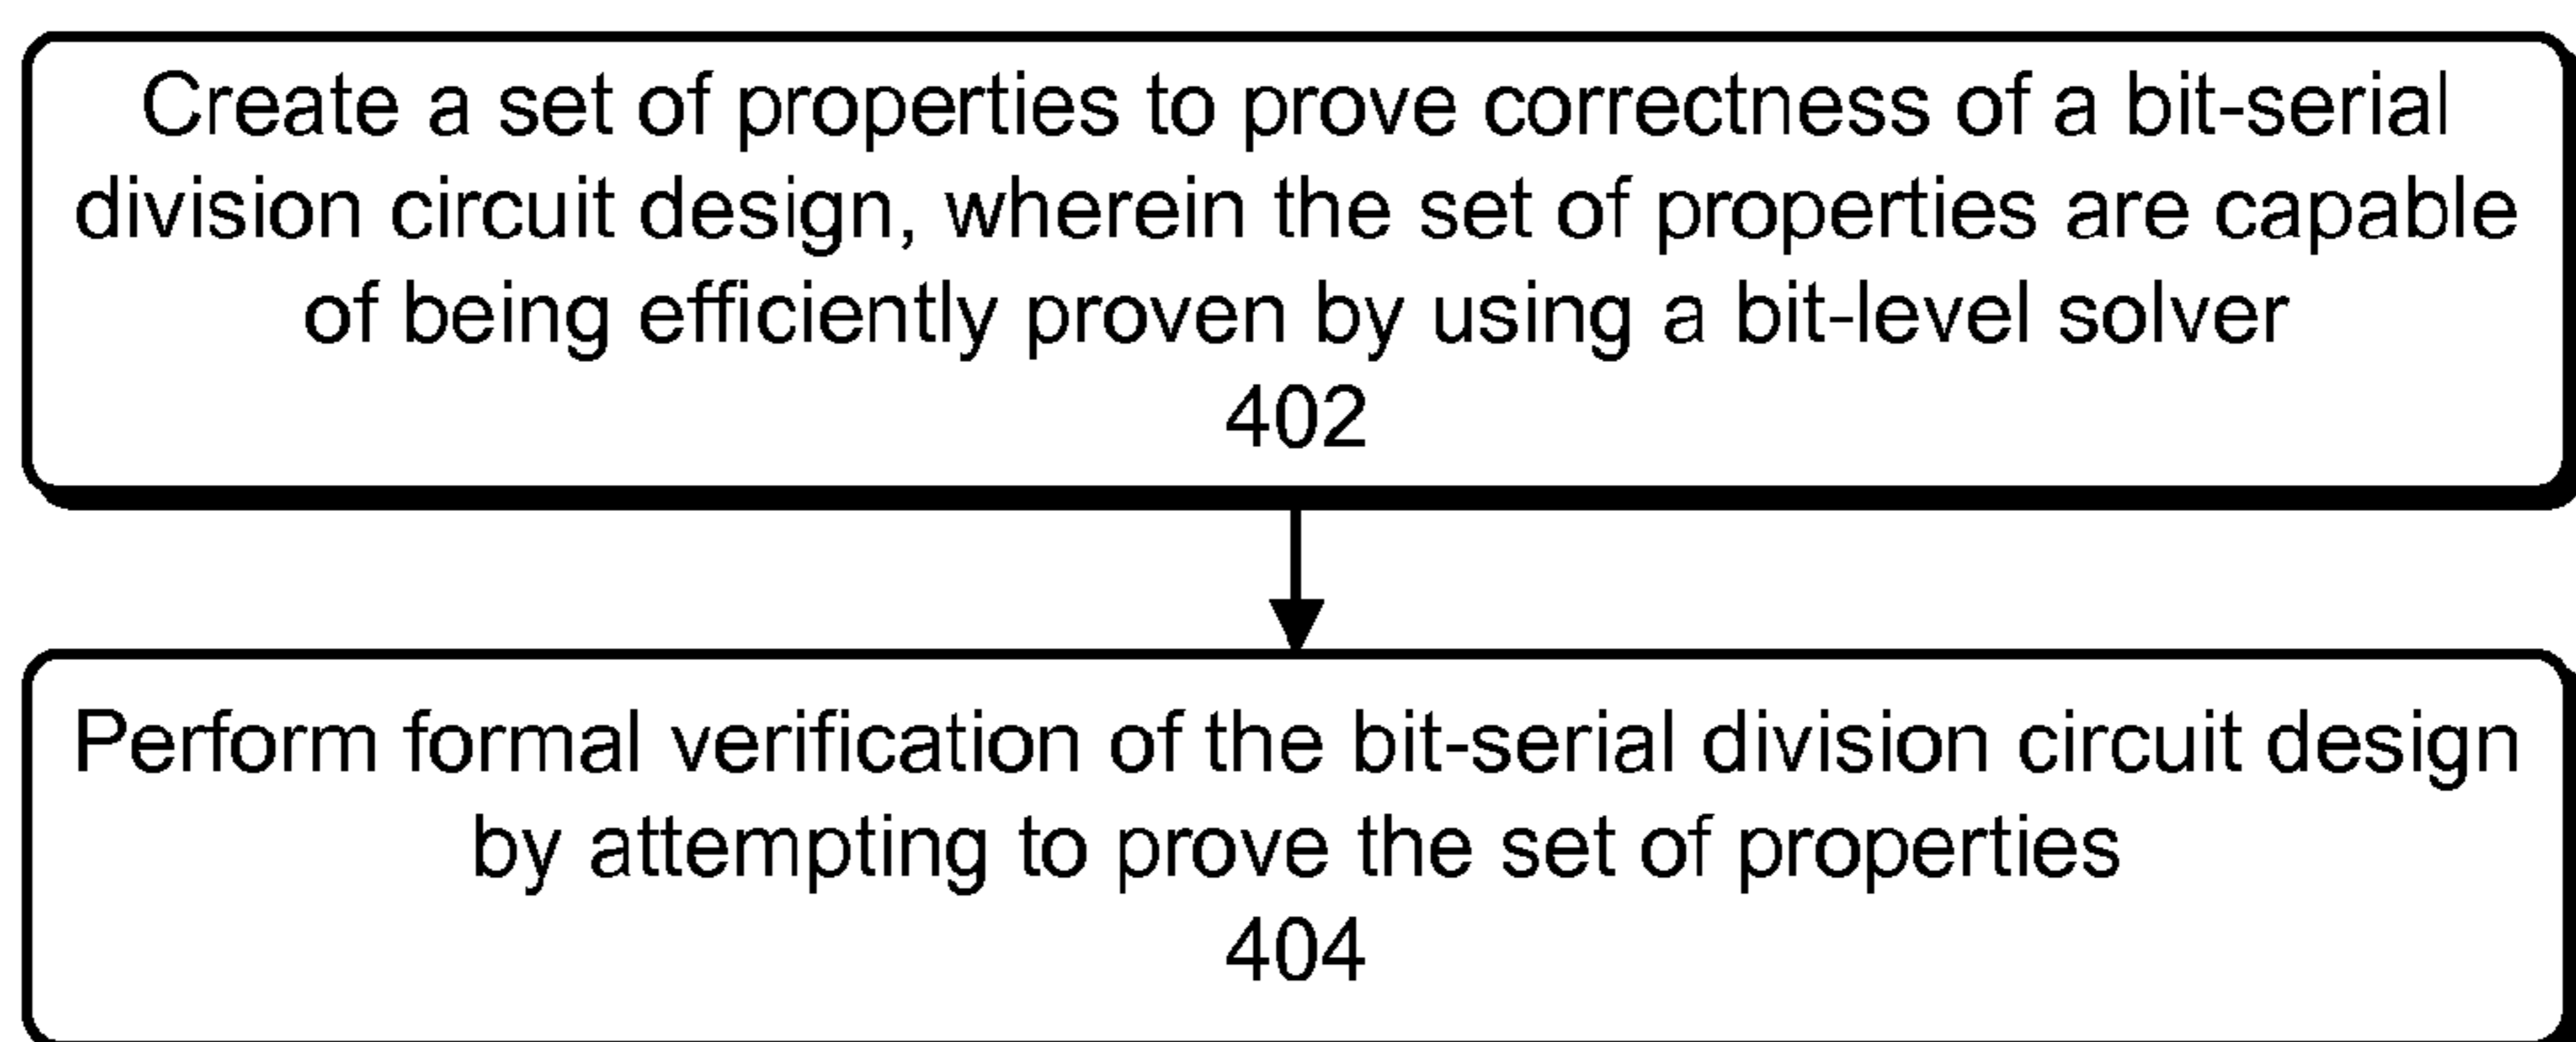 Create a set of properties to prove correctness of a bit-serial
division circuit design, wherein the set of properties are capable
of being efficiently proven by using a bit-level solver
402
Perform formal verification of the bit-serial division circuit design
by attempting to prove the set of properties
404